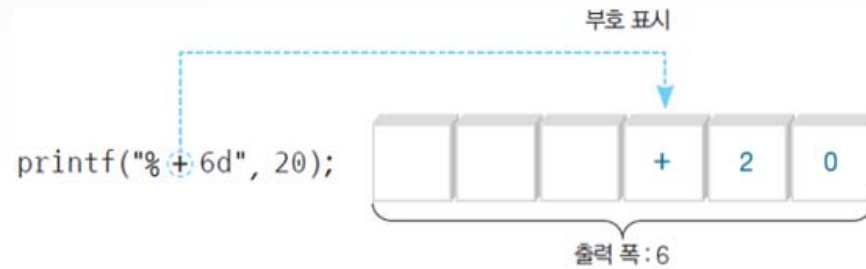 부호 표시
printf("% + 6d", 20);
+ 2 0
출력 폭 : 6